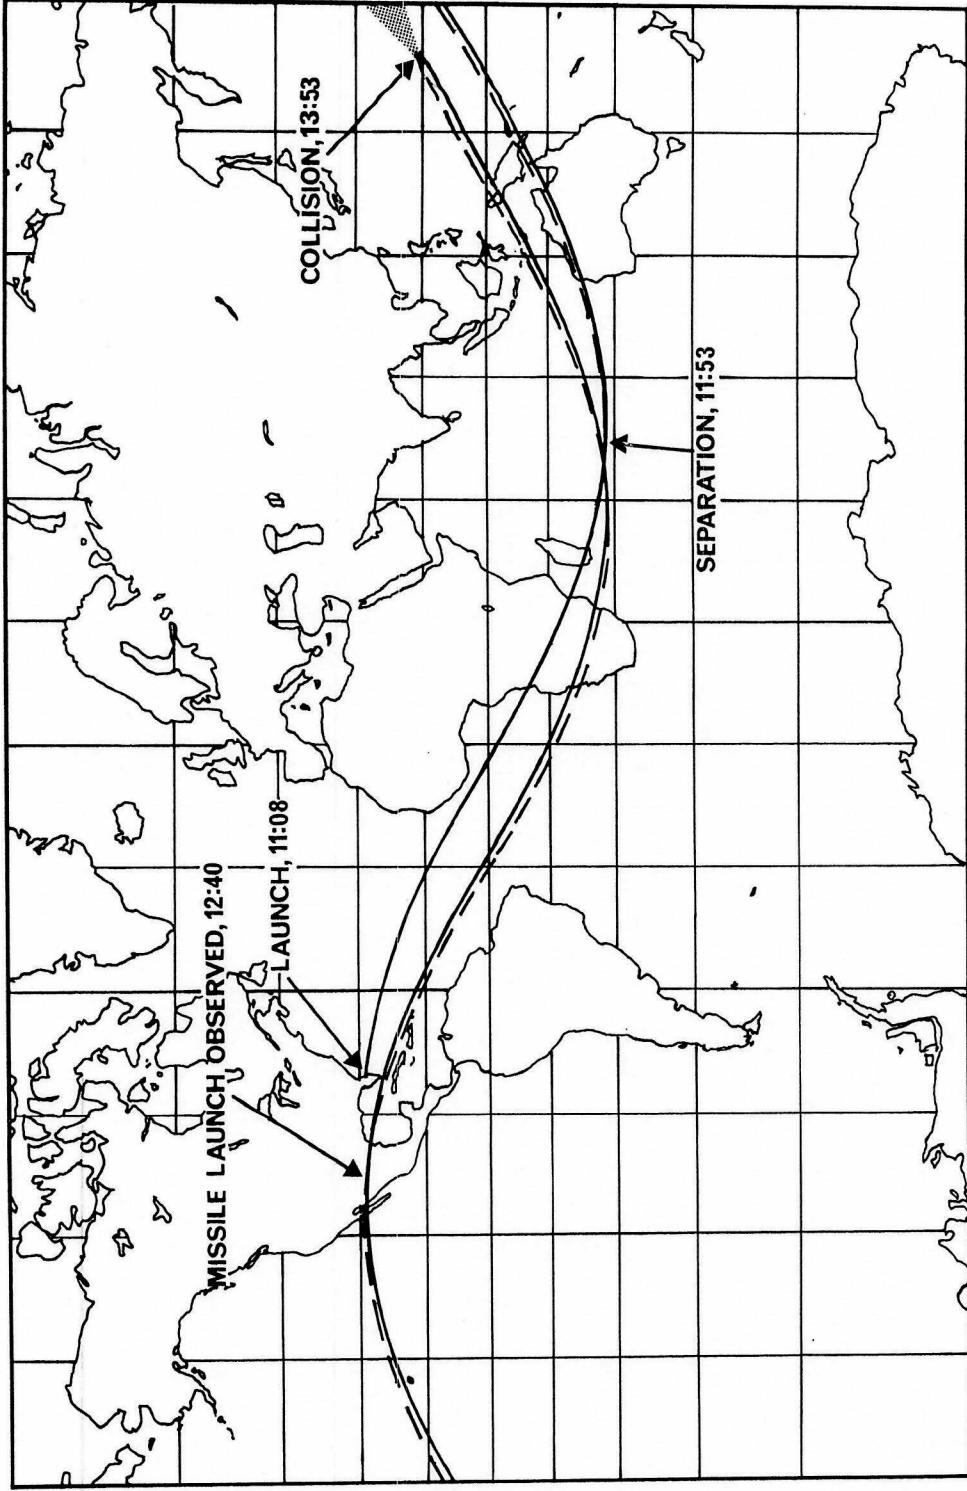 MISSILE LAUNCH OBSERVED, 12:40
LAUNCH, 11:08
SEPARATION, 11:53
COLLISION, 13:53